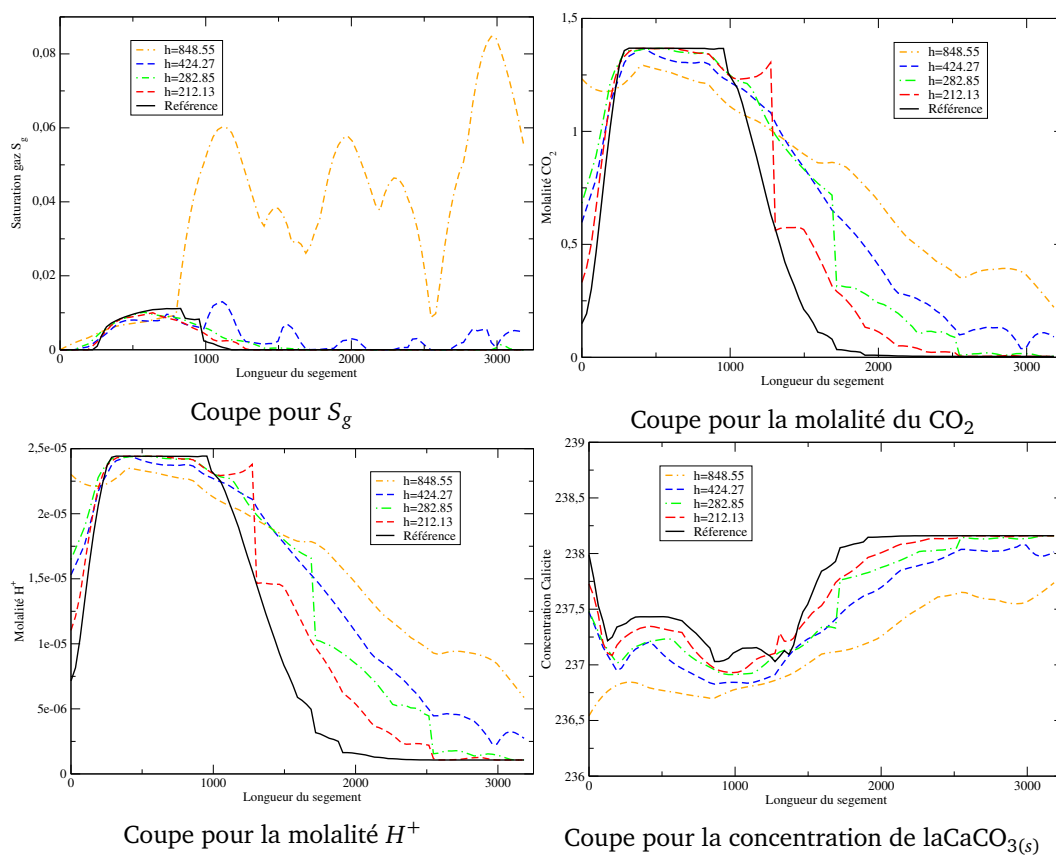 0,08
0,06
0,04
0,02
0,00
Saturation gaz S_g
h=848.55
h=424.27
h=282.85
h=212.13
Reférence
0 1000 2000 3000
Longueur du segement
Coupe pour S_g
1,5
1
0,5
0
Molalité CO_2
h=848.55
h=424.27
h=282.85
h=212.13
Référence
0 1000 2000 3000
Longueur du segement
Coupe pour la molalité du CO_2
2,5e-05
2e-05
1,5e-05
1e-05
5e-06
0
Molalité H^+
h=848.55
h=424.27
h=282.85
h=212.13
Référence
0 1000 2000 3000
Longueur du segement
Coupe pour la molalité H^+
239
238,5
238
237,5
237
236,5
236
Concentration Calicite
h=848.55
h=424.27
h=282.85
h=212.13
Réference
0 1000 2000 3000
Longueur du segement
Coupe pour la concentration de laCaCO_3(s)